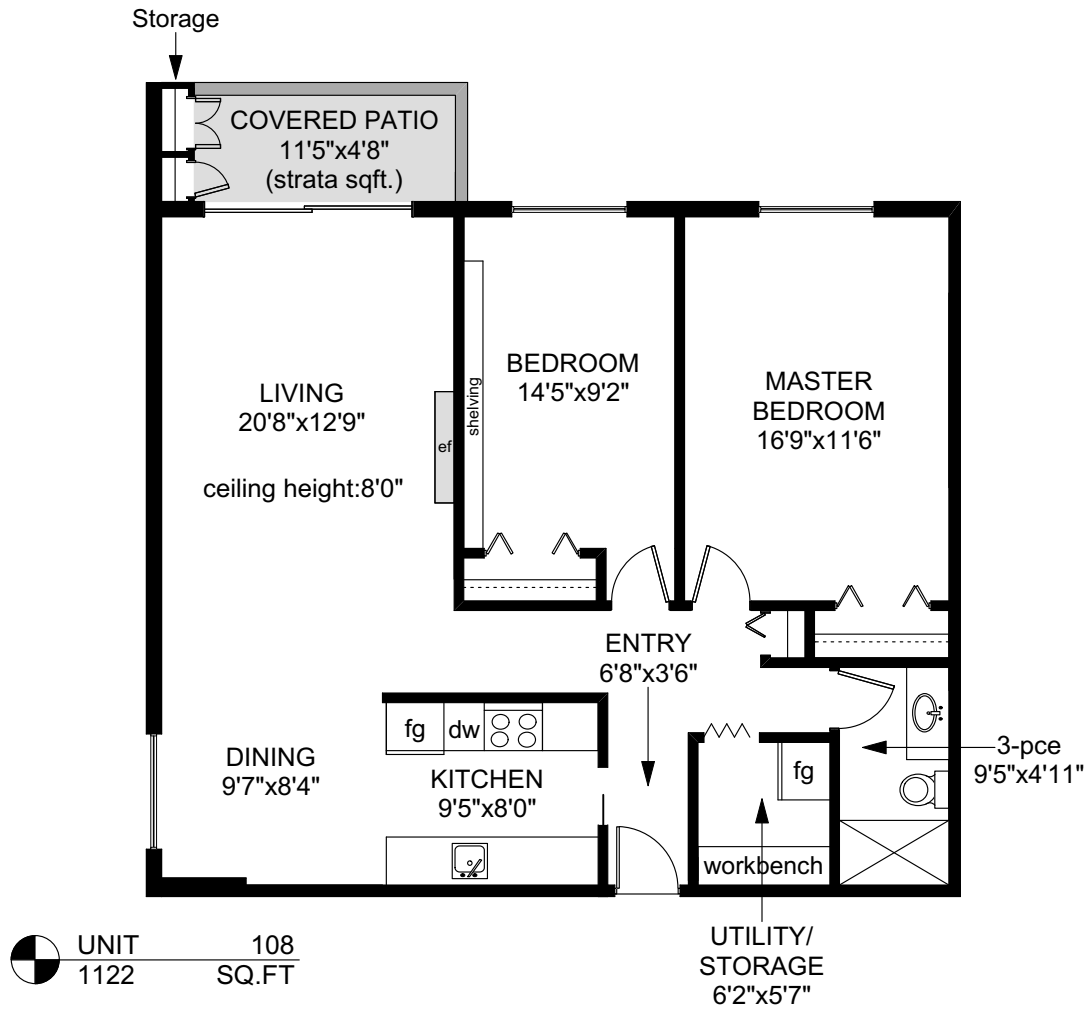 Storage
COVERED PATIO
11'5"x4'8"
(strata sqft.)
LIVING
20'8"x12'9"
ceiling height:8'0"
ef
shelving
BEDROOM
14'5"x9'2"
MASTER
BEDROOM
16'9"x11'6"
ENTRY
6'8"x3'6"
fg
dw
DINING
9'7"x8'4"
KITCHEN
9'5"x8'0"
fg
workbench
3-pce
9'5"x4'11"
UTILITY/
STORAGE
6'2"x5'7"
UNIT 108
1122 SQ.FT